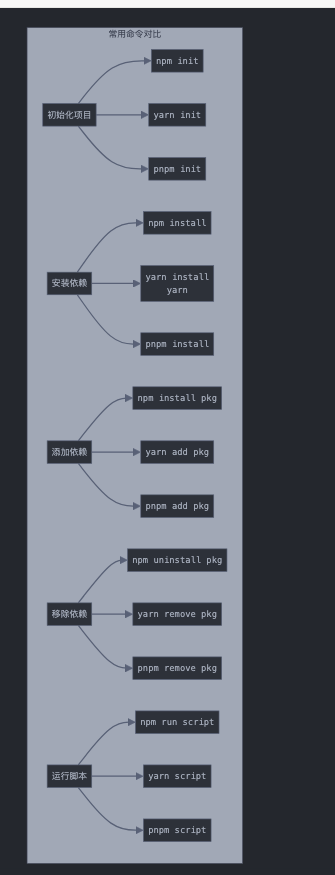 常用命令对比
npm init
初始化项目
yarn init
pnpm init
npm install
安装依赖
yarn install
yarn
pnpm install
npm install pkg
添加依赖
yarn add pkg
pnpm add pkg
npm uninstall pkg
移除依赖
yarn remove pkg
pnpm remove pkg
npm run script
运行脚本
yarn script
pnpm script